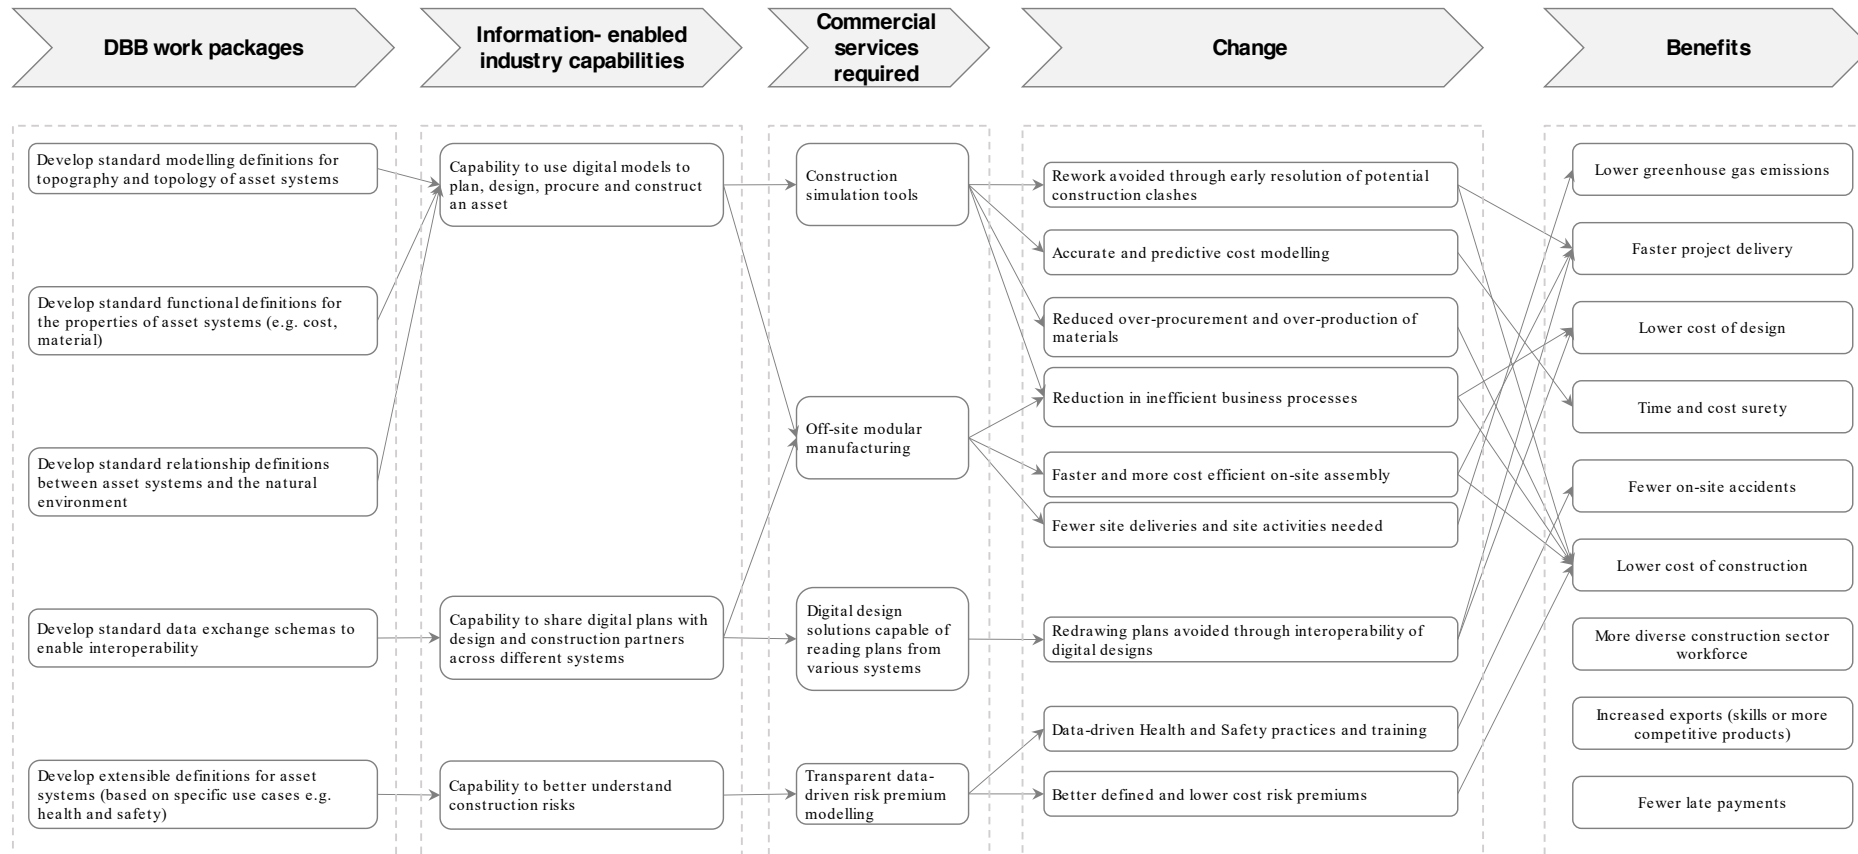 DBB work packages
Information- enabled
industry capabilities
Commercial
services
required
Change
Benefits
Develop standard modelling definitions for
topography and topology of asset systems
Develop standard functional definitions for
the properties of asset systems (e.g. cost,
material)
Develop standard relationship definitions
between asset systems and the natural
environment
Develop standard data exchange schemas to
enable interoperability
Develop extensible definitions for asset
systems (based on specific use cases e.g.
health and safety)
Capability to use digital models to
plan, design, procure and construct
an asset
Capability to share digital plans with
design and construction partners
across different systems
Capability to better understand
construction risks
Construction
simulation tools
Off-site modular
manufacturing
Digital design
solutions capable of
reading plans from
various systems
Transparent data-
driven risk premium
modelling
Rework avoided through early resolution of potential
construction clashes
Accurate and predictive cost modelling
Reduced over-procurement and over-production of
materials
Reduction in inefficient business processes
Faster and more cost efficient on-site assembly
Fewer site deliveries and site activities needed
Redrawing plans avoided through interoperability of
digital designs
Data-driven Health and Safety practices and training
Better defined and lower cost risk premiums
Lower greenhouse gas emissions
Faster project delivery
Lower cost of design
Time and cost surety
Fewer on-site accidents
Lower cost of construction
More diverse construction sector
workforce
Increased exports (skills or more
competitive products)
Fewer late payments